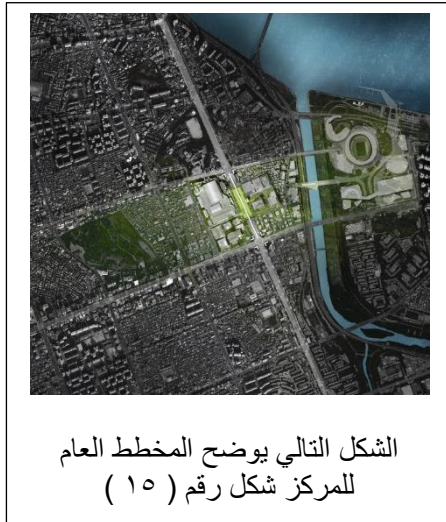 الشكل التالي يوضح المخطط العام
للمركز شكل رقم ( ١٥ )